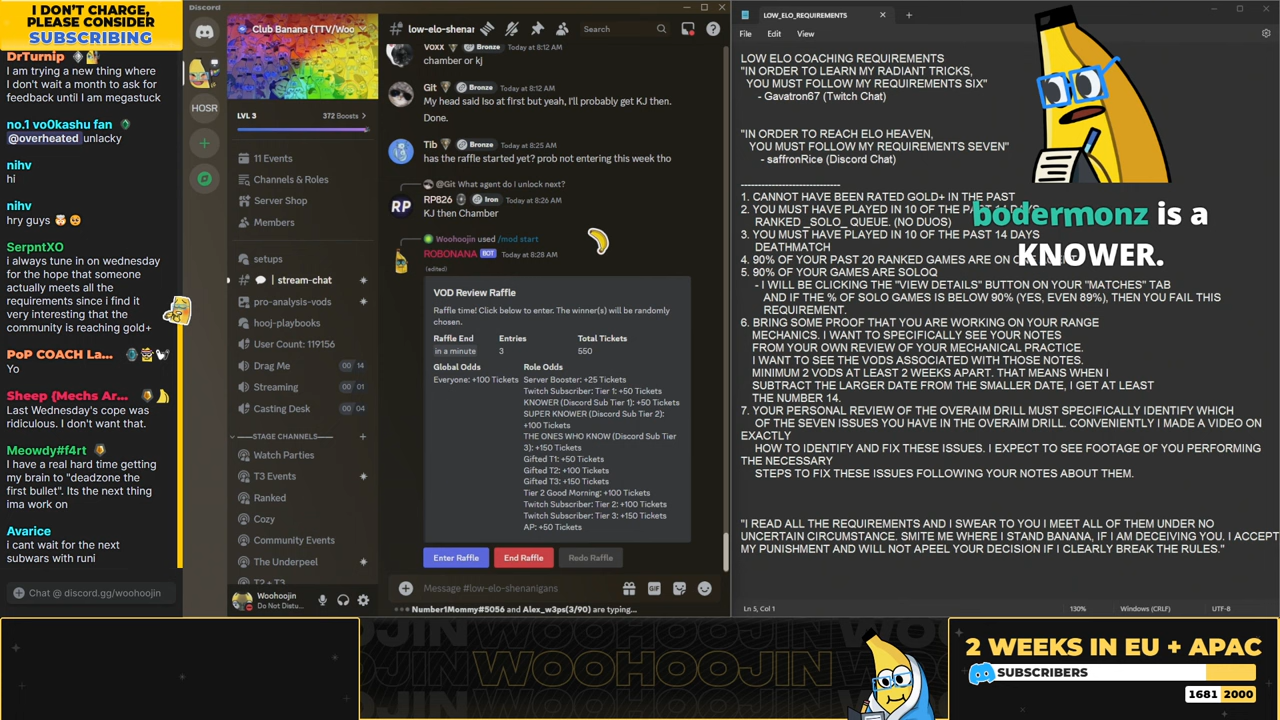 I DON'T CHARGE,
PLEASE CONSIDER
SUBSCRIBING
DrTurnip
I am trying a new thing where
I don't wait a month to ask for
feedback until I am megastuck
no.1 vo0kashu fan
@overheated unlucky
nihv
hi
nihv
hry guys
SerpntXO
i always tune in on wednesday
for the hope that someone
actually meets all the
requirements since i find it
very interesting that the
community is reaching gold+
PoP COACH La...
Yo
Sheep {Mechs Ar...
Last Wednesday's cope was
ridiculous. I don't want that.
Meowdy#f4rt
I have a real hard time getting
my brain to "deadzone the
first bullet". Its the next thing
ima work on
Avarice
i cant wait for the next
subwars with runi
Chat @ discord.gg/woohoojin
Discord
HOSR
Club Banana (TTV/Woo
LVL 3
372 Boosts >
11 Events
Channels & Roles
Server Shop
Members
setups
stream-chat
pro-analysis-vods
hooj-playbooks
User Count: 119156
Drag Me
00 14
Streaming
00 01
Casting Desk
00 04
STAGE CHANNELS
Watch Parties
T3 Events
Ranked
Cozy
Community Events
The Underpeel
T2 + T3
Woohoojin
Do Not Distu...
low-elo-shenar
Search
Voxx Bronze Today at 8:12 AM
chamber or kj
Git Bronze Today at 8:12 AM
My head said Iso at first but yeah, I'll probably get KJ then.
Done.
Tib Bronze Today at 8:25 AM
has the raffle started yet? prob not entering this week tho
@Git What agent do I unlock next?
RP826 Iron Today at 8:26 AM
KJ then Chamber
Woohoojin used /mod start
ROBONANA BOT Today at 8:28 AM
(edited)
VOD Review Raffle
Raffle time! Click below to enter. The winner(s) will be randomly
chosen.
Raffle End Entries Total Tickets
in a minute 3 550
Global Odds Role Odds
Everyone: +100 Tickets Server Booster: +25 Tickets
Twitch Subscriber: Tier 1: +50 Tickets
KNOWER (Discord Sub Tier 1): +50 Tickets
SUPER KNOWER (Discord Sub Tier 2):
+100 Tickets
THE ONES WHO KNOW (Discord Sub Tier
3): +150 Tickets
Gifted T1: +50 Tickets
Gifted T2: +100 Tickets
Gifted T3: +150 Tickets
Tier 2 Good Morning: +100 Tickets
Twitch Subscriber: Tier 2: +100 Tickets
Twitch Subscriber: Tier 3: +150 Tickets
AP: +50 Tickets
Enter Raffle End Raffle Redo Raffle
Message #low-elo-shenanigans
GIF
Number1Mommy#5056 and Alex_w3ps(3/90) are typing...
LOW_ELO_REQUIREMENTS
File Edit View
LOW ELO COACHING REQUIREMENTS
"IN ORDER TO LEARN MY RADIANT TRICKS,
YOU MUST FOLLOW MY REQUIREMENTS SIX"
- Gavatron67 (Twitch Chat)
"IN ORDER TO REACH ELO HEAVEN,
YOU MUST FOLLOW MY REQUIREMENTS SEVEN"
- saffronRice (Discord Chat)
-----------------------------
1. CANNOT HAVE BEEN RATED GOLD+ IN THE PAST
2. YOU MUST HAVE PLAYED IN 10 OF THE PAST 14 DAYS
RANKED _SOLO_ QUEUE. (NO DUOS)
3. YOU MUST HAVE PLAYED IN 10 OF THE PAST 14 DAYS
DEATHMATCH
4. 90% OF YOUR PAST 20 RANKED GAMES ARE ON
5. 90% OF YOUR GAMES ARE SOLOQ
- I WILL BE CLICKING THE "VIEW DETAILS" BUTTON ON YOUR "MATCHES" TAB
AND IF THE % OF SOLO GAMES IS BELOW 90% (YES, EVEN 89%), THEN YOU FAIL THIS
REQUIREMENT.
6. BRING SOME PROOF THAT YOU ARE WORKING ON YOUR RANGE
MECHANICS. I WANT TO SPECIFICALLY SEE YOUR NOTES
FROM YOUR OWN REVIEW OF YOUR MECHANICAL PRACTICE.
I WANT TO SEE THE VODS ASSOCIATED WITH THOSE NOTES.
MINIMUM 2 VODS AT LEAST 2 WEEKS APART. THAT MEANS WHEN I
SUBTRACT THE LARGER DATE FROM THE SMALLER DATE, I GET AT LEAST
THE NUMBER 14.
7. YOUR PERSONAL REVIEW OF THE OVERAIM DRILL MUST SPECIFICALLY IDENTIFY WHICH
OF THE SEVEN ISSUES YOU HAVE IN THE OVERAIM DRILL. CONVENIENTLY I MADE A VIDEO ON
EXACTLY
HOW TO IDENTIFY AND FIX THESE ISSUES. I EXPECT TO SEE FOOTAGE OF YOU PERFORMING
THE NECESSARY
STEPS TO FIX THESE ISSUES FOLLOWING YOUR NOTES ABOUT THEM.
"I READ ALL THE REQUIREMENTS AND I SWEAR TO YOU I MEET ALL OF THEM UNDER NO
UNCERTAIN CIRCUMSTANCE. SMITE ME WHERE I STAND BANANA, IF I AM DECEIVING YOU. I ACCEPT
MY PUNISHMENT AND WILL NOT APEEL YOUR DECISION IF I CLEARLY BREAK THE RULES."
bodermonz is a
KNOWER.
Ln 5, Col 1 130% Windows (CRLF) UTF-8
WOOHOOJIN
2 WEEKS IN EU + APAC
SUBSCRIBERS
1681 2000